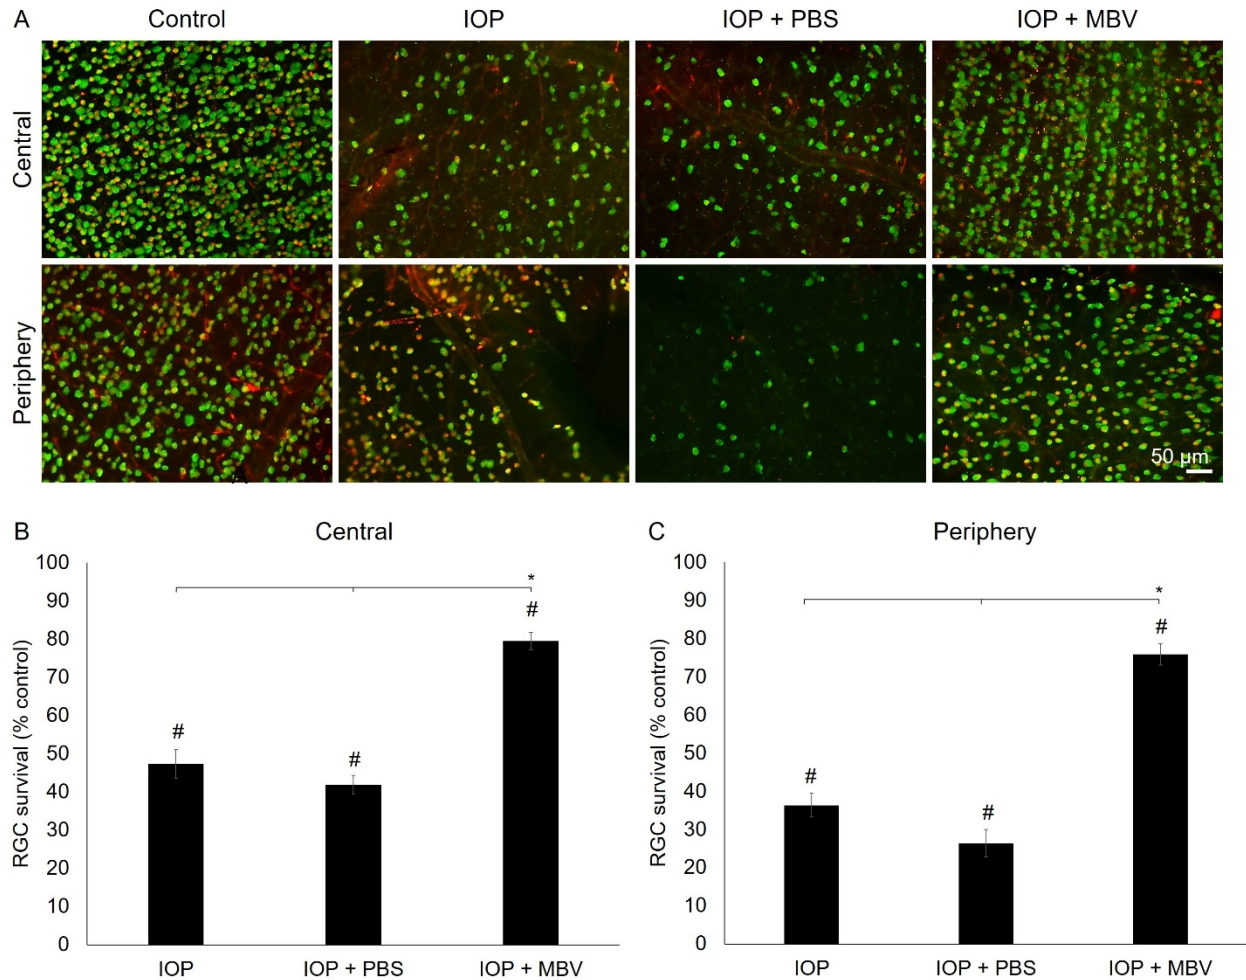 A
Control
IOP
IOP + PBS
IOP + MBV
Central
Periphery
50 µm
B
Central
RGC survival (% control)
100
90
80
70
60
50
40
30
20
10
0
#
#
#
*
IOP
IOP + PBS
IOP + MBV
C
Periphery
RGC survival (% control)
100
90
80
70
60
50
40
30
20
10
0
#
#
#
*
IOP
IOP + PBS
IOP + MBV